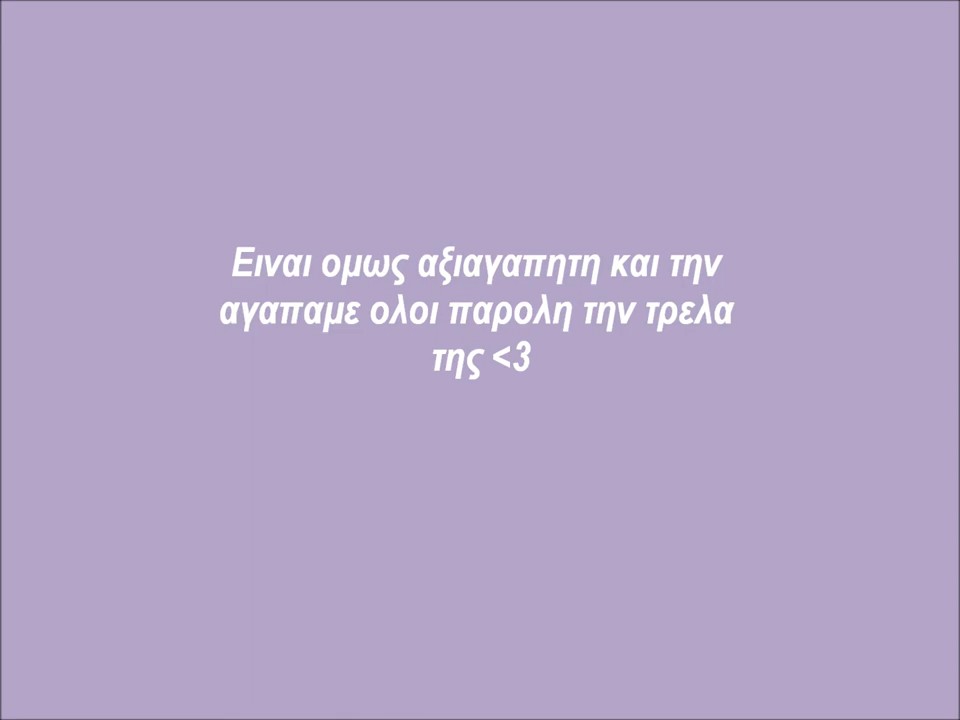 Ειναι ομως αξιαγαπητη και την
αγαπαμε ολοι παρολη την τρελα
της <3